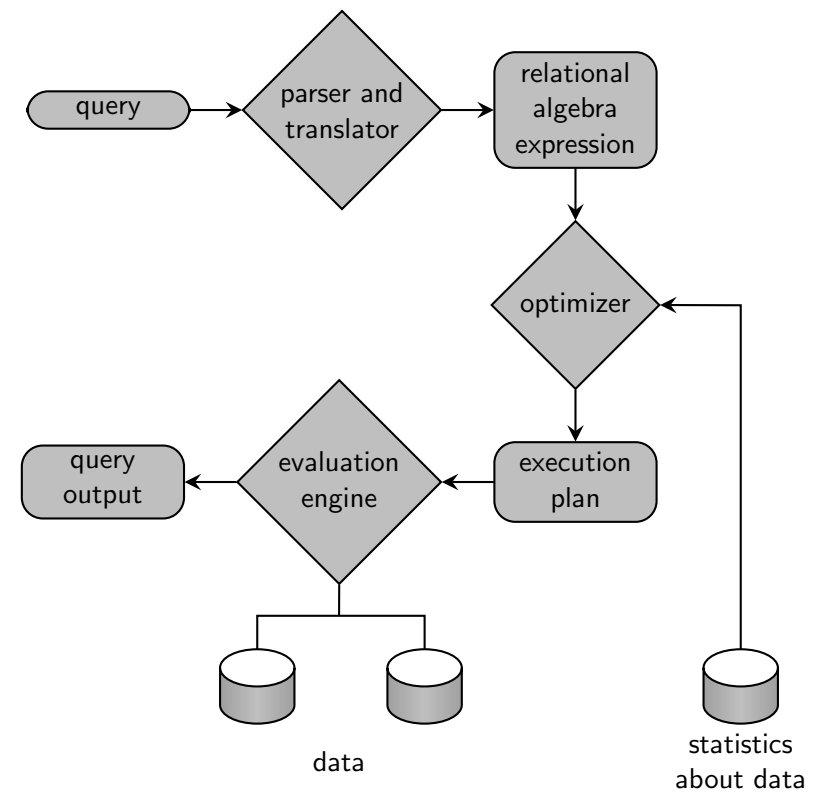 query
parser and
translator
relational
algebra
expression
optimizer
query
output
evaluation
engine
execution
plan
data
statistics
about data